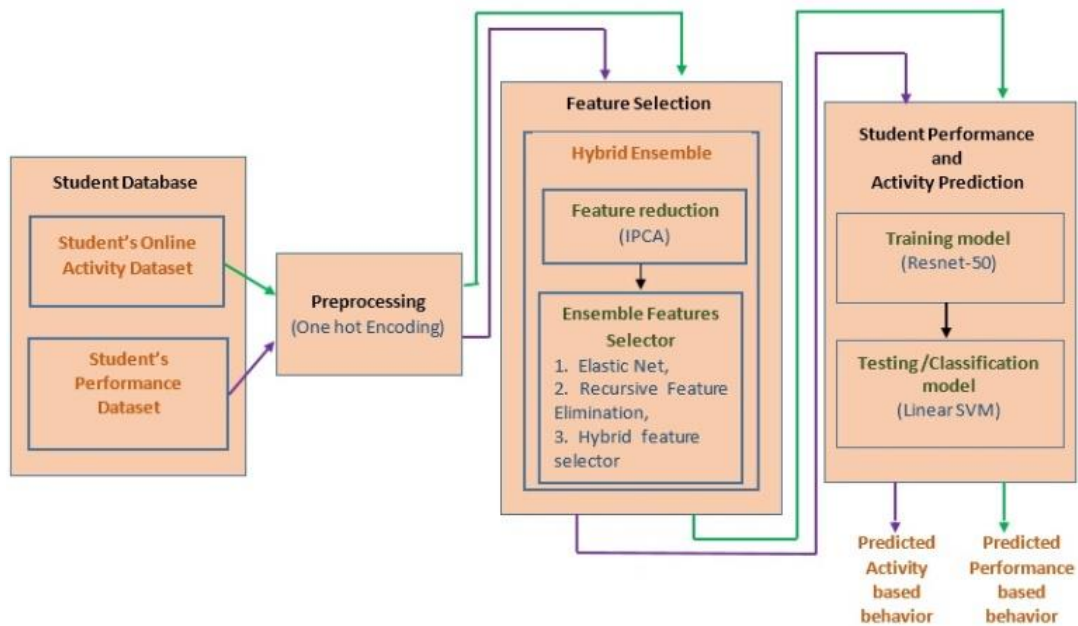 Student Database
Student's Online
Activity Dataset
Student's
Performance
Dataset
Preprocessing
(One hot Encoding)
Feature Selection
Hybrid Ensemble
Feature reduction
(IPCA)
Ensemble Features
Selector
1. Elastic Net,
2. Recursive Feature
Elimination,
3. Hybrid feature
selector
Student Performance
and
Activity Prediction
Training model
(Resnet-50)
Testing/Classification
model
(Linear SVM)
Predicted
Activity
based
behavior
Predicted
Performance
based
behavior